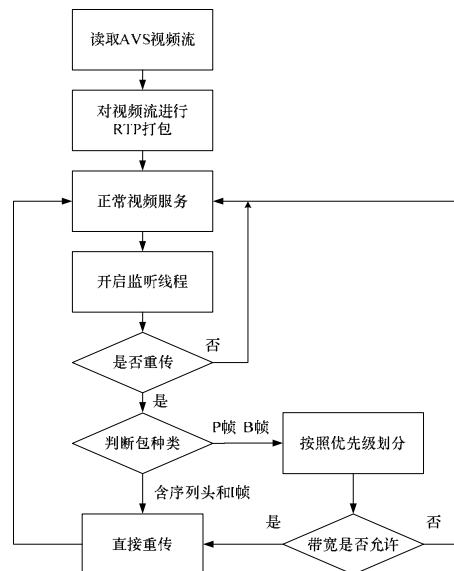 读取AVS视频流
对视频流进行
RTP打包
正常视频服务
开启监听线程
是否重传
否
是
判断包种类
P帧 B帧
按照优先级划分
含序列头和I帧
直接重传
是
带宽是否允许
否